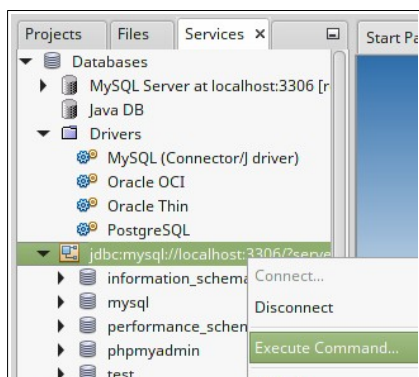 Projects Files Services × Start Pa
Databases
MySQL Server at localhost:3306 [r
Java DB
Drivers
MySQL (Connector/J driver)
Oracle OCI
Oracle Thin
PostgreSQL
jdbc:mysql://localhost:3306/?serve
information_schema
Connect...
mysql
Disconnect
performance_schem
phpmyadmin
Execute Command...
test